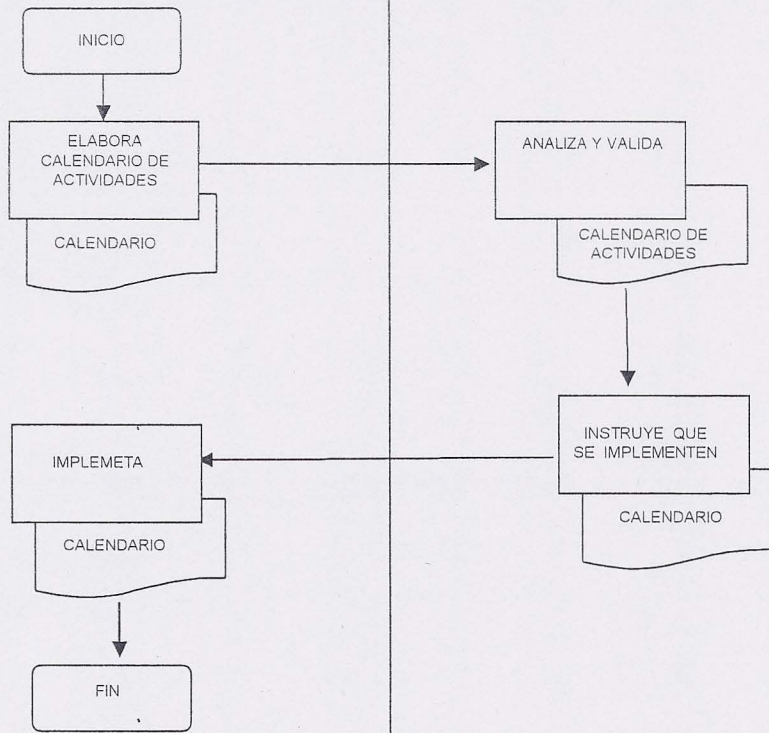 INICIO
ELABORA
CALENDARIO DE
ACTIVIDADES
CALENDARIO
ANALIZA Y VALIDA
CALENDARIO DE
ACTIVIDADES
INSTRUYE QUE
SE IMPLEMENTEN
CALENDARIO
IMPLEMETA
CALENDARIO
FIN